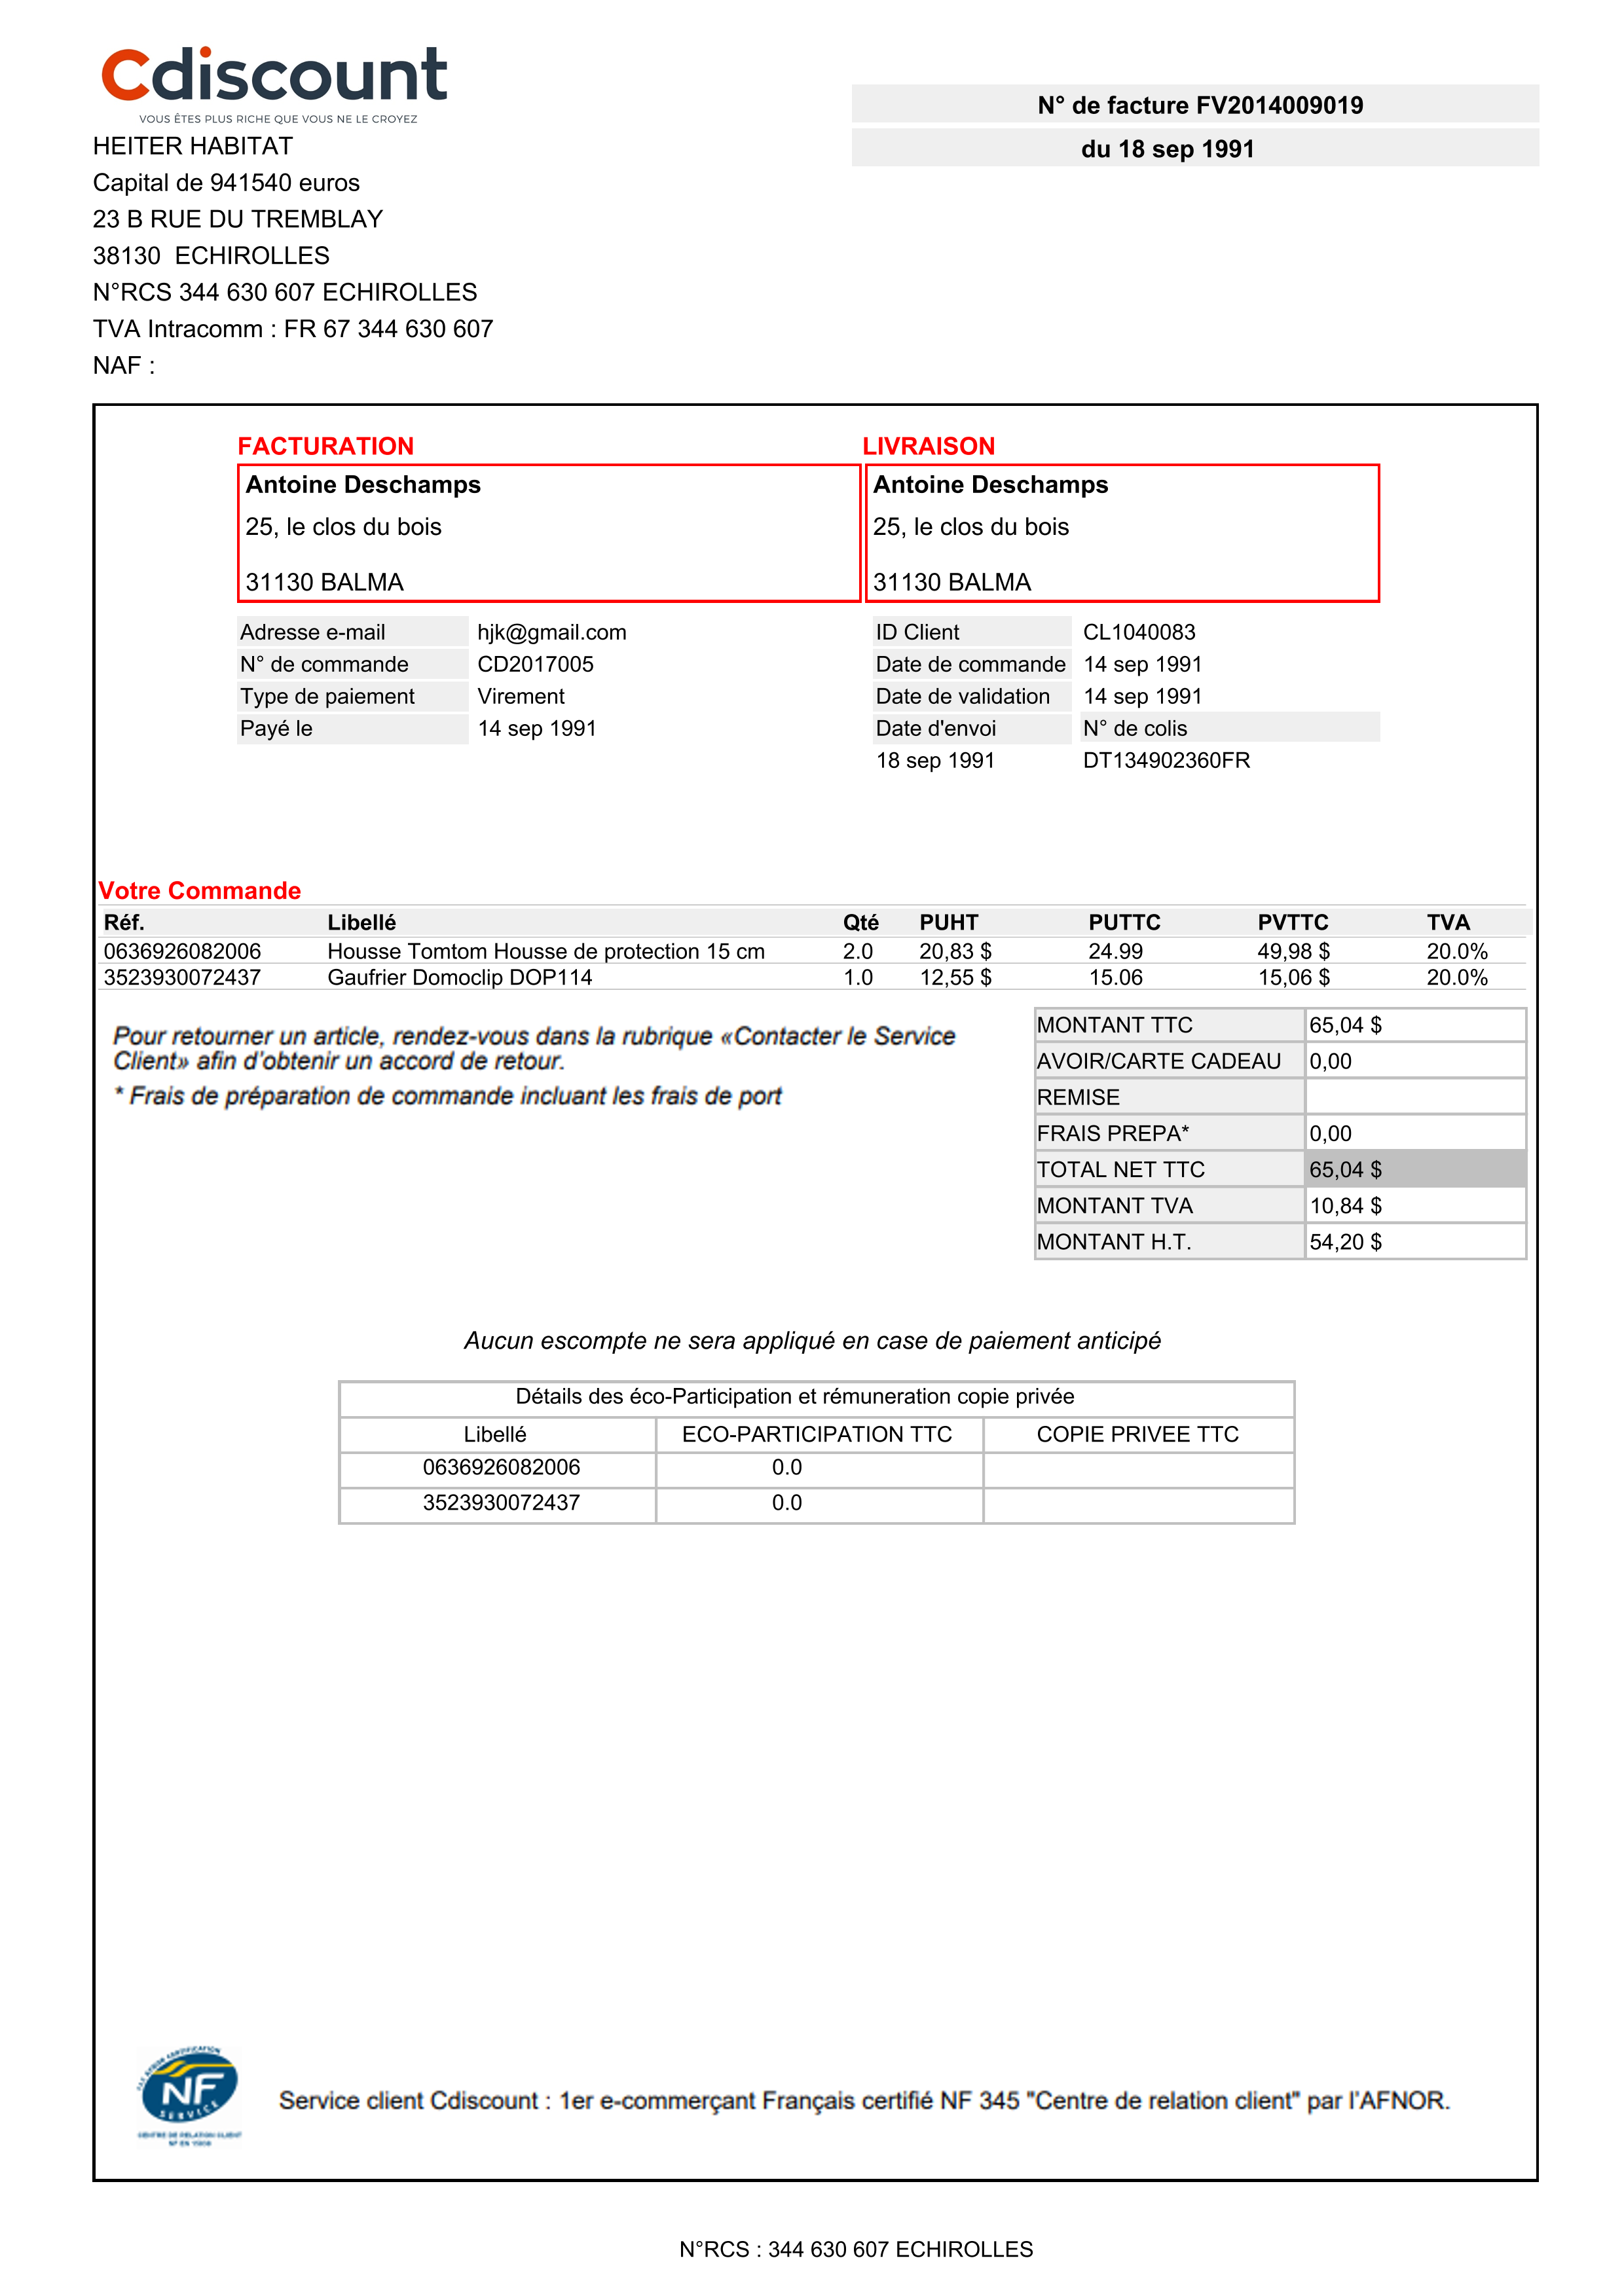 Cdiscount
VOUS ÊTES PLUS RICHE QUE VOUS NE LE CROYEZ
N° de facture FV2014009019
du 18 sep 1991
HEITER HABITAT
Capital de 941540 euros
23 B RUE DU TREMBLAY
38130  ECHIROLLES
N°RCS 344 630 607 ECHIROLLES
TVA Intracomm : FR 67 344 630 607
NAF :
FACTURATION LIVRAISON
Antoine Deschamps Antoine Deschamps
25, le clos du bois 25, le clos du bois
31130 BALMA 31130 BALMA
Adresse e-mail hjk@gmail.com ID Client CL1040083
N° de commande CD2017005 Date de commande 14 sep 1991
Type de paiement Virement Date de validation 14 sep 1991
Payé le 14 sep 1991 Date d'envoi N° de colis
18 sep 1991 DT134902360FR
Votre Commande
Réf. Libellé Qté PUHT PUTTC PVTTC TVA
0636926082006 Housse Tomtom Housse de protection 15 cm 2.0 20,83 $ 24.99 49,98 $ 20.0%
3523930072437 Gaufrier Domoclip DOP114 1.0 12,55 $ 15.06 15,06 $ 20.0%
Pour retourner un article, rendez-vous dans la rubrique «Contacter le Service
Client» afin d'obtenir un accord de retour.
* Frais de préparation de commande incluant les frais de port
MONTANT TTC 65,04 $
AVOIR/CARTE CADEAU 0,00
REMISE
FRAIS PREPA* 0,00
TOTAL NET TTC 65,04 $
MONTANT TVA 10,84 $
MONTANT H.T. 54,20 $
Aucun escompte ne sera appliqué en case de paiement anticipé
Détails des éco-Participation et rémuneration copie privée
Libellé ECO-PARTICIPATION TTC COPIE PRIVEE TTC
0636926082006 0.0
3523930072437 0.0
NF
SERVICE
CENTRE DE RELATION CLIENT
Service client Cdiscount : 1er e-commerçant Français certifié NF 345 "Centre de relation client" par l'AFNOR.
N°RCS : 344 630 607 ECHIROLLES